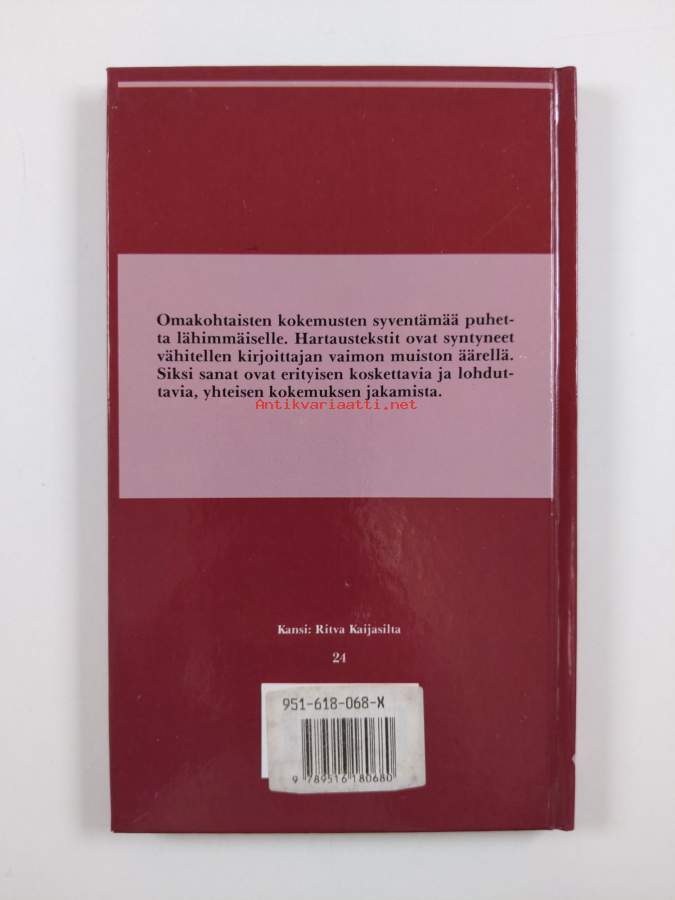 Omakohtaisten kokemusten syventämää puhet-
ta lähimmäiselle. Hartaustekstit ovat syntyneet
vähitellen kirjoittajan vaimon muiston äärellä.
Siksi sanat ovat erityisen koskettavia ja lohdut-
tavia, yhteisen kokemuksen jakamista.
Antikvariaatti.net
Kansi: Ritva Kaijasilta
24
951-618-068-X
9 789516 180680